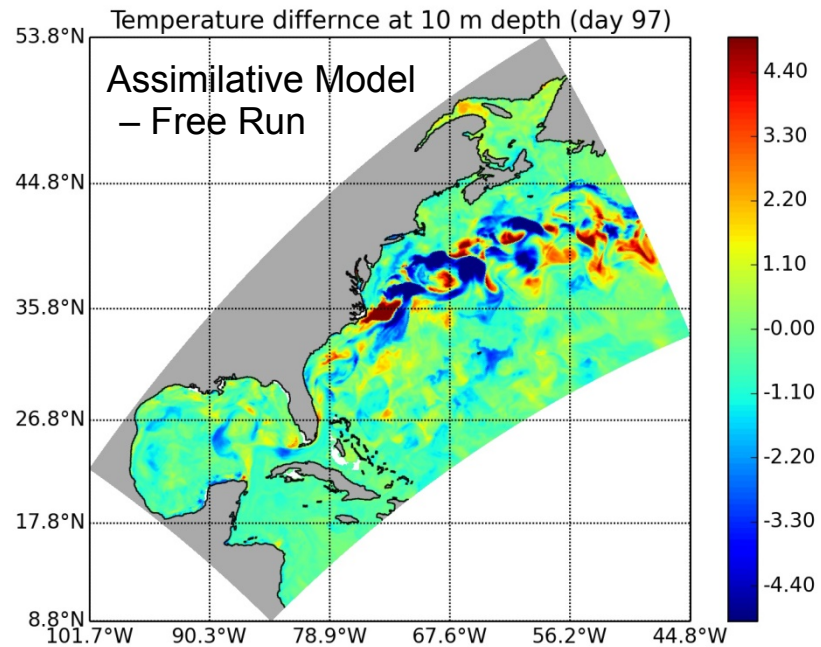 Temperature differnce at 10 m depth (day 97)
Assimilative Model
– Free Run
53.8°N
44.8°N
35.8°N
26.8°N
17.8°N
8.8°N
101.7°W 90.3°W 78.9°W 67.6°W 56.2°W 44.8°W
4.40
3.30
2.20
1.10
-0.00
-1.10
-2.20
-3.30
-4.40